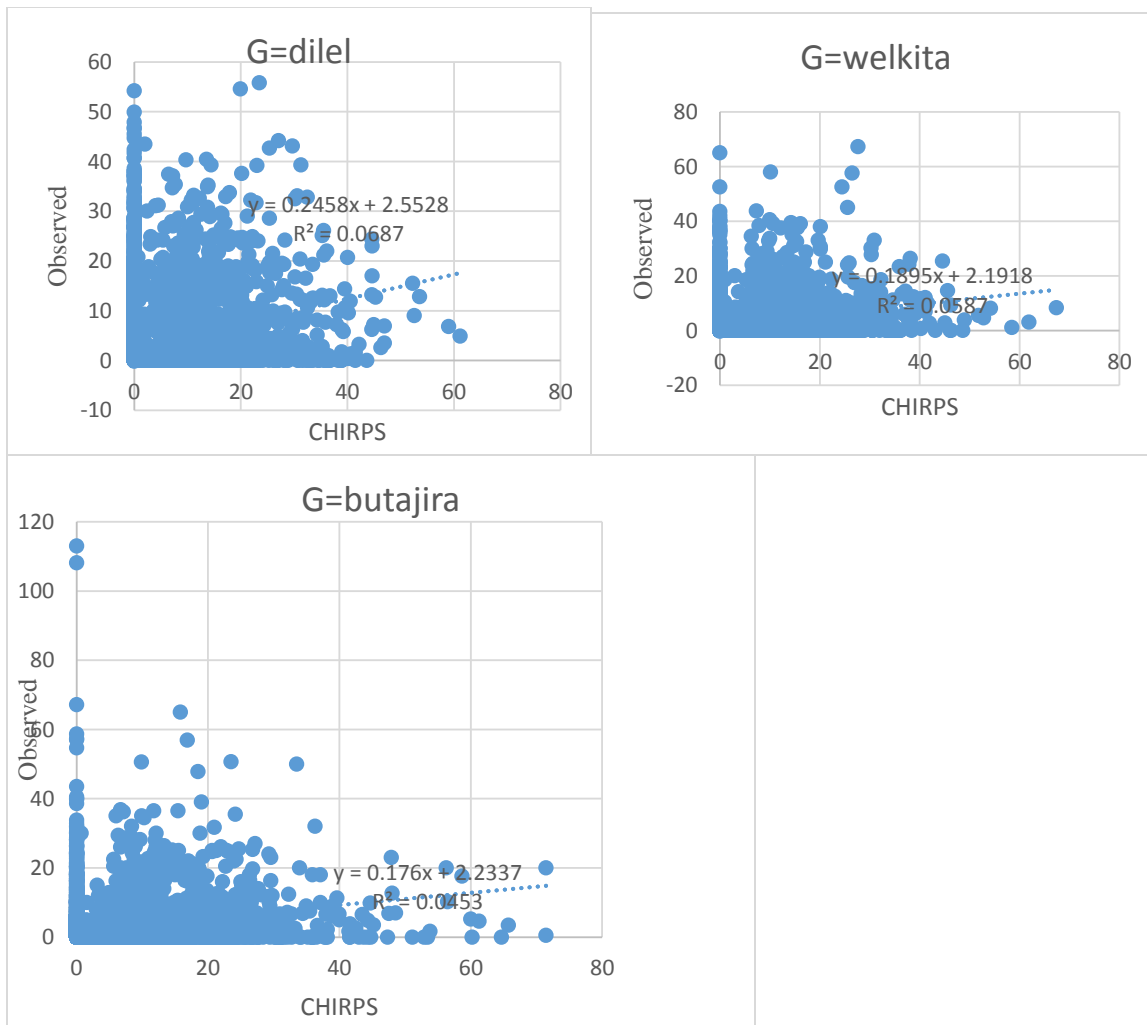 G=dilel
60
50
40
30
20
10
0
-10
Observed
y = 0.2458x + 2.5528
R² = 0.0687
0 20 40 60 80
CHIRPS
G=welkita
80
60
40
20
0
-20
Observed
y = 0.1895x + 2.1918
R² = 0.0587
0 20 40 60 80
CHIRPS
G=butajira
120
100
80
60
40
20
0
Observed
y = 0.176x + 2.2337
R² = 0.0453
0 20 40 60 80
CHIRPS